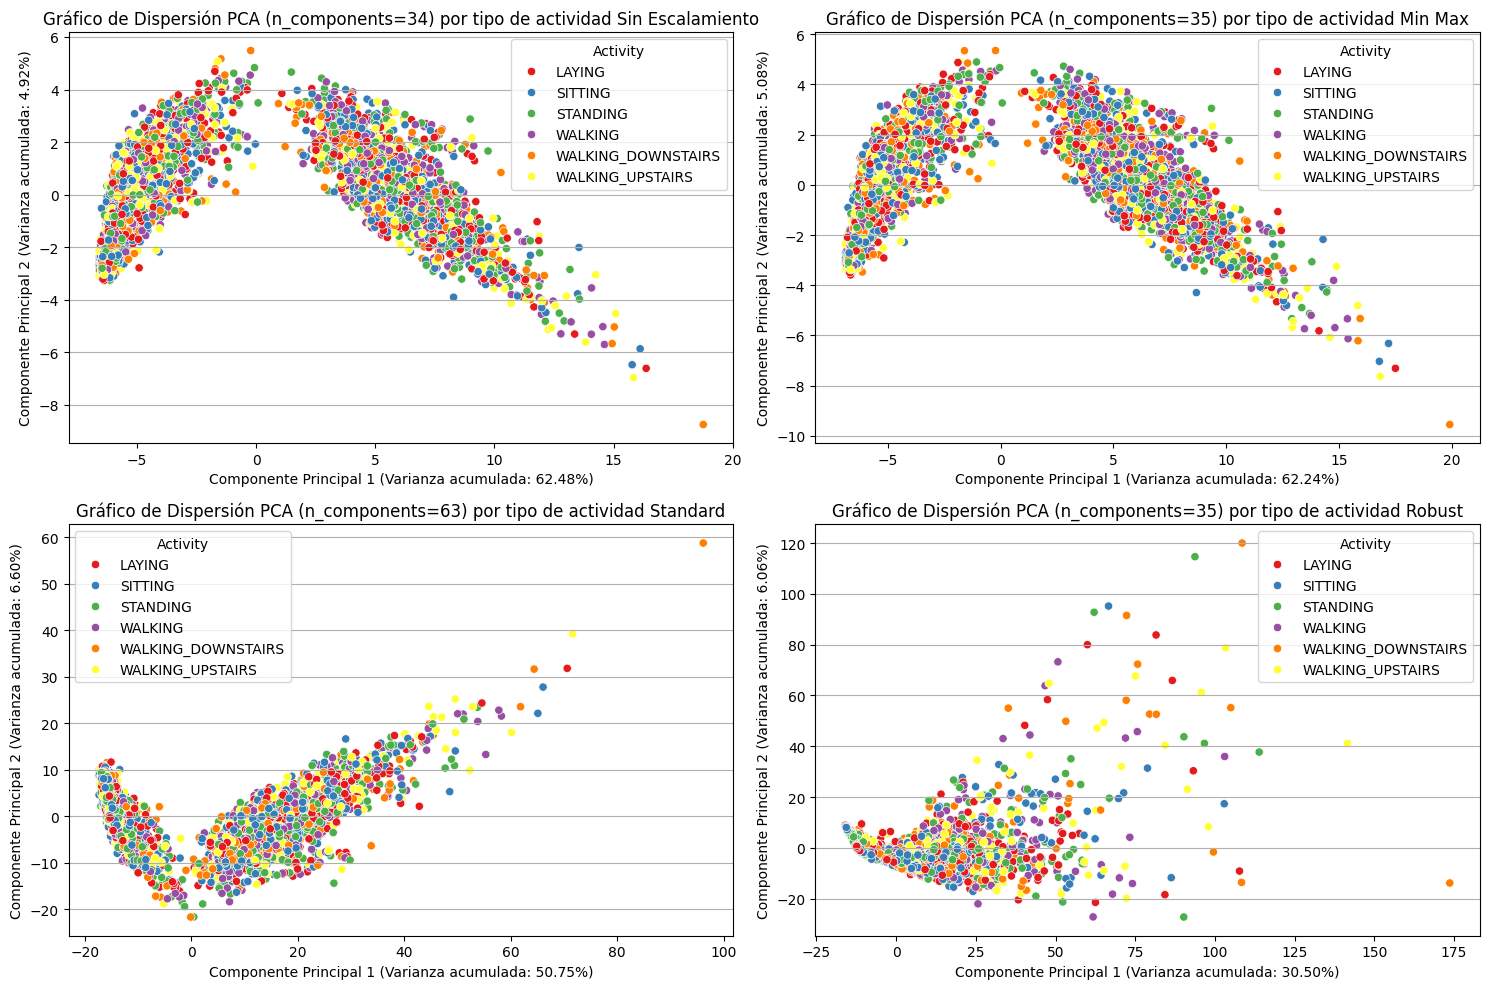 Gráfico de Dispersión PCA (n_components=34) por tipo de actividad Sin Escalamiento
Componente Principal 2 (Varianza acumulada: 4.92%)
6
4
2
0
−2
−4
−6
−8
Activity
LAYING
SITTING
STANDING
WALKING
WALKING_DOWNSTAIRS
WALKING_UPSTAIRS
−5 0 5 10 15 20
Componente Principal 1 (Varianza acumulada: 62.48%)
Gráfico de Dispersión PCA (n_components=35) por tipo de actividad Min Max
Componente Principal 2 (Varianza acumulada: 5.08%)
6
4
2
0
−2
−4
−6
−8
−10
Activity
LAYING
SITTING
STANDING
WALKING
WALKING_DOWNSTAIRS
WALKING_UPSTAIRS
−5 0 5 10 15 20
Componente Principal 1 (Varianza acumulada: 62.24%)
Gráfico de Dispersión PCA (n_components=63) por tipo de actividad Standard
Componente Principal 2 (Varianza acumulada: 6.60%)
60
50
40
30
20
10
0
−10
−20
Activity
LAYING
SITTING
STANDING
WALKING
WALKING_DOWNSTAIRS
WALKING_UPSTAIRS
−20 0 20 40 60 80 100
Componente Principal 1 (Varianza acumulada: 50.75%)
Gráfico de Dispersión PCA (n_components=35) por tipo de actividad Robust
Componente Principal 2 (Varianza acumulada: 6.06%)
120
100
80
60
40
20
0
−20
Activity
LAYING
SITTING
STANDING
WALKING
WALKING_DOWNSTAIRS
WALKING_UPSTAIRS
−25 0 25 50 75 100 125 150 175
Componente Principal 1 (Varianza acumulada: 30.50%)